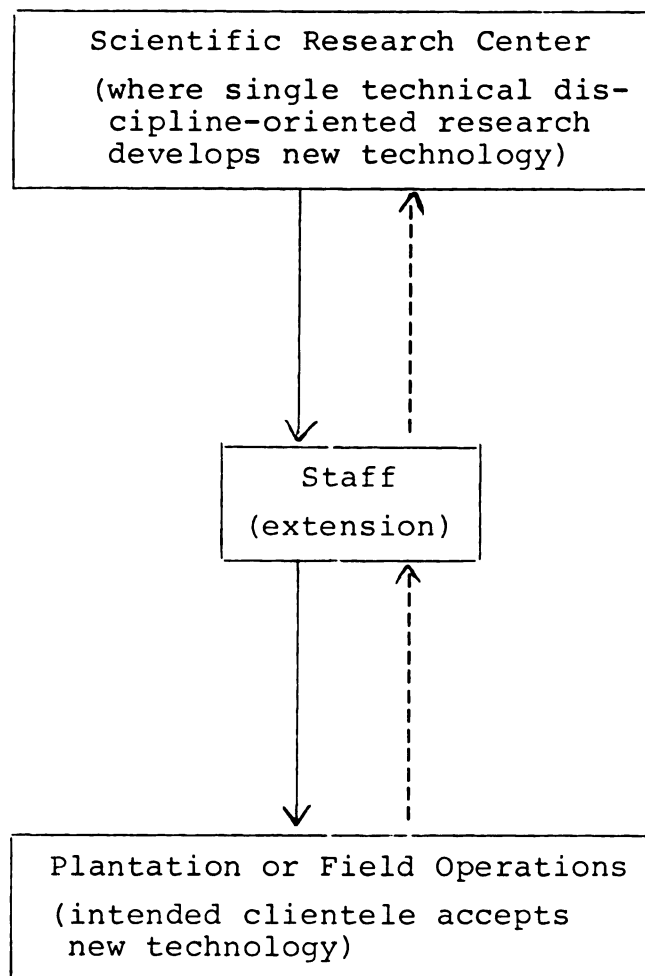 Scientific Research Center
(where single technical dis-
cipline-oriented research
develops new technology)
Staff
(extension)
Plantation or Field Operations
(intended clientele accepts
new technology)